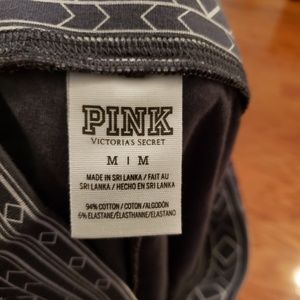 PINK
VICTORIA'S SECRET
M | M
MADE IN SRI LANKA / FAIT AU
SRI LANKA / HECHO EN SRI LANKA
94% COTTON / COTON / ALGODÓN
6% ELASTANE/ÉLASTHANNE/ELASTANO